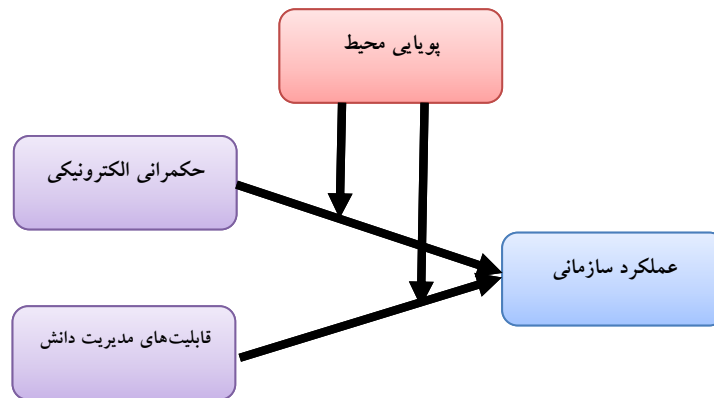 پویایی محیط
حکمرانی الکترونیکی
عملکرد سازمانی
قابلیت‌های مدیریت دانش